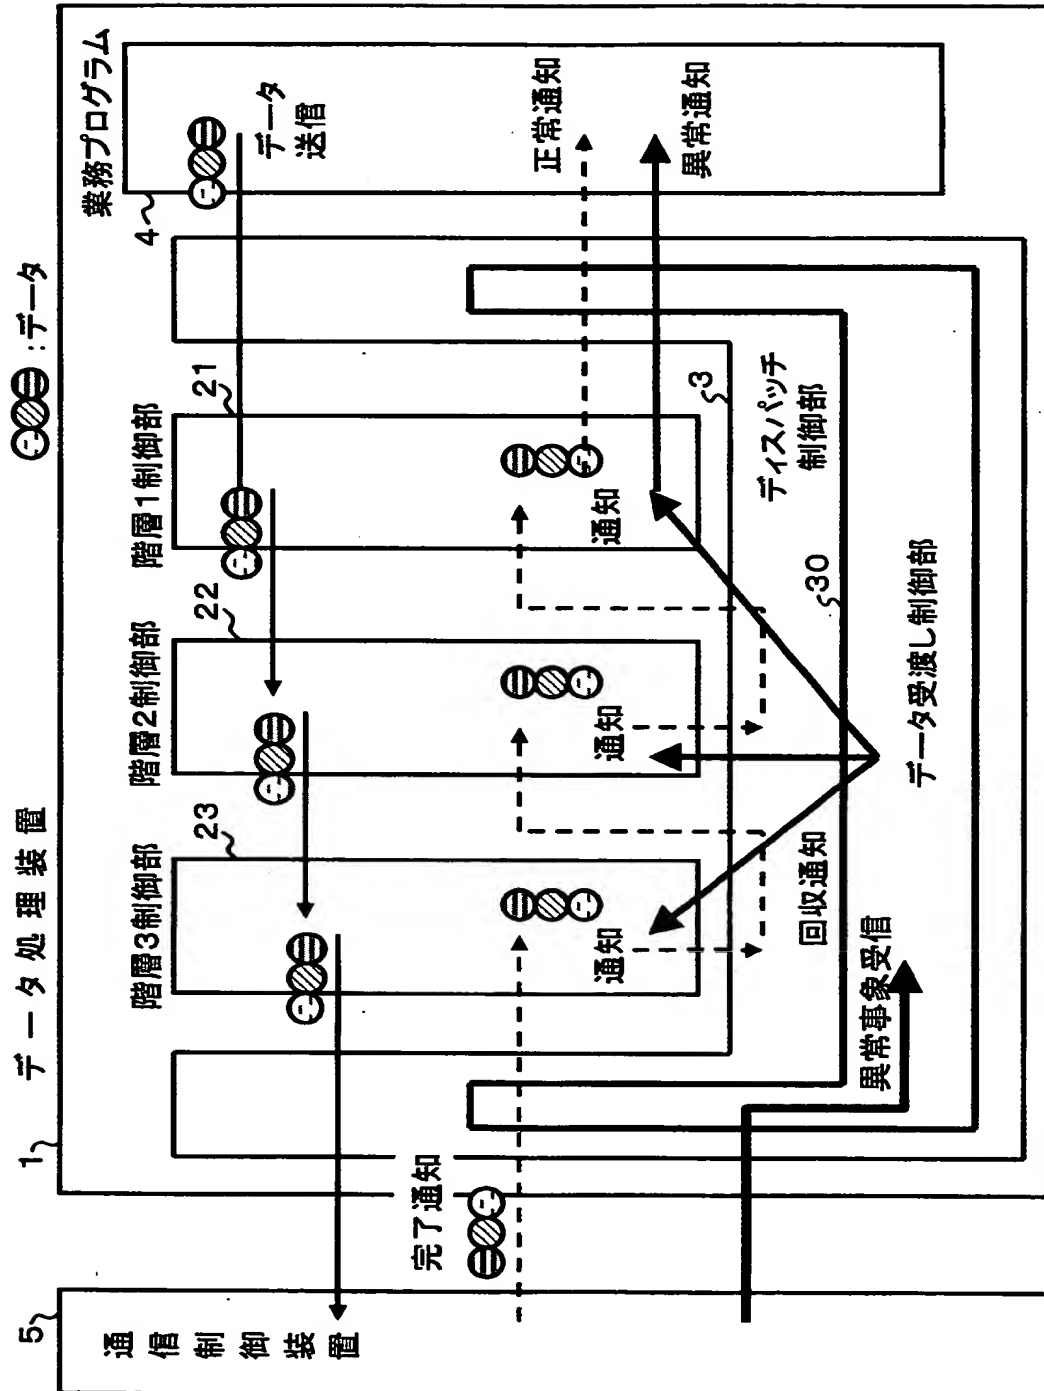 :データ
1
データ処理装置
5
通信制御装置
4
業務プログラム
データ
送信
正常通知
異常通知
階層1制御部
21
階層2制御部
22
階層3制御部
23
通知
通知
通知
3
ディスパッチ
制御部
30
データ受渡し制御部
回収通知
異常事象受信
完了通知